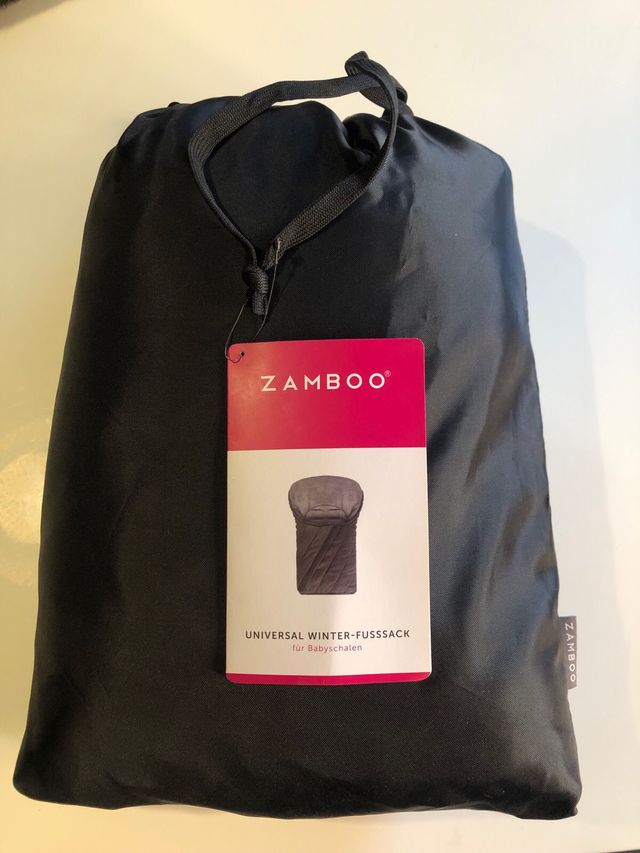 ZAMBOO®
UNIVERSAL WINTER-FUSSSACK
für Babyschalen
ZAMBOO